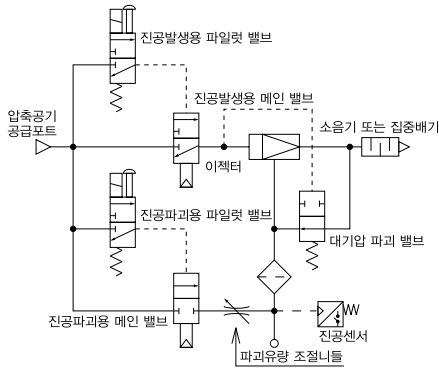 진공발생용 파일럿 밸브
진공발생용 메인 밸브
압축공기
공급포트
소음기 또는 집중배기
이젝터
진공파괴용 파일럿 밸브
대기압 파괴 밸브
진공파괴용 메인 밸브
진공센서
파괴유량 조절니들